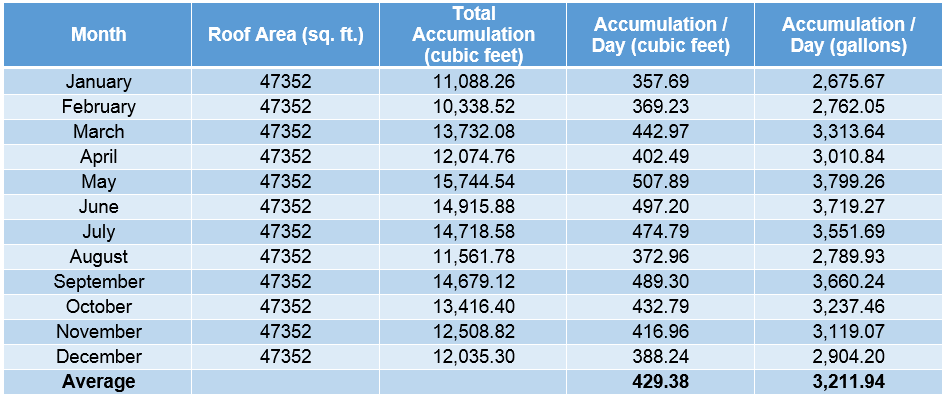 Month Roof Area (sq. ft.) Total Accumulation (cubic feet) Accumulation / Day (cubic feet) Accumulation / Day (gallons)
January 47352 11,088.26 357.69 2,675.67
February 47352 10,338.52 369.23 2,762.05
March 47352 13,732.08 442.97 3,313.64
April 47352 12,074.76 402.49 3,010.84
May 47352 15,744.54 507.89 3,799.26
June 47352 14,915.88 497.20 3,719.27
July 47352 14,718.58 474.79 3,551.69
August 47352 11,561.78 372.96 2,789.93
September 47352 14,679.12 489.30 3,660.24
October 47352 13,416.40 432.79 3,237.46
November 47352 12,508.82 416.96 3,119.07
December 47352 12,035.30 388.24 2,904.20
Average 429.38 3,211.94